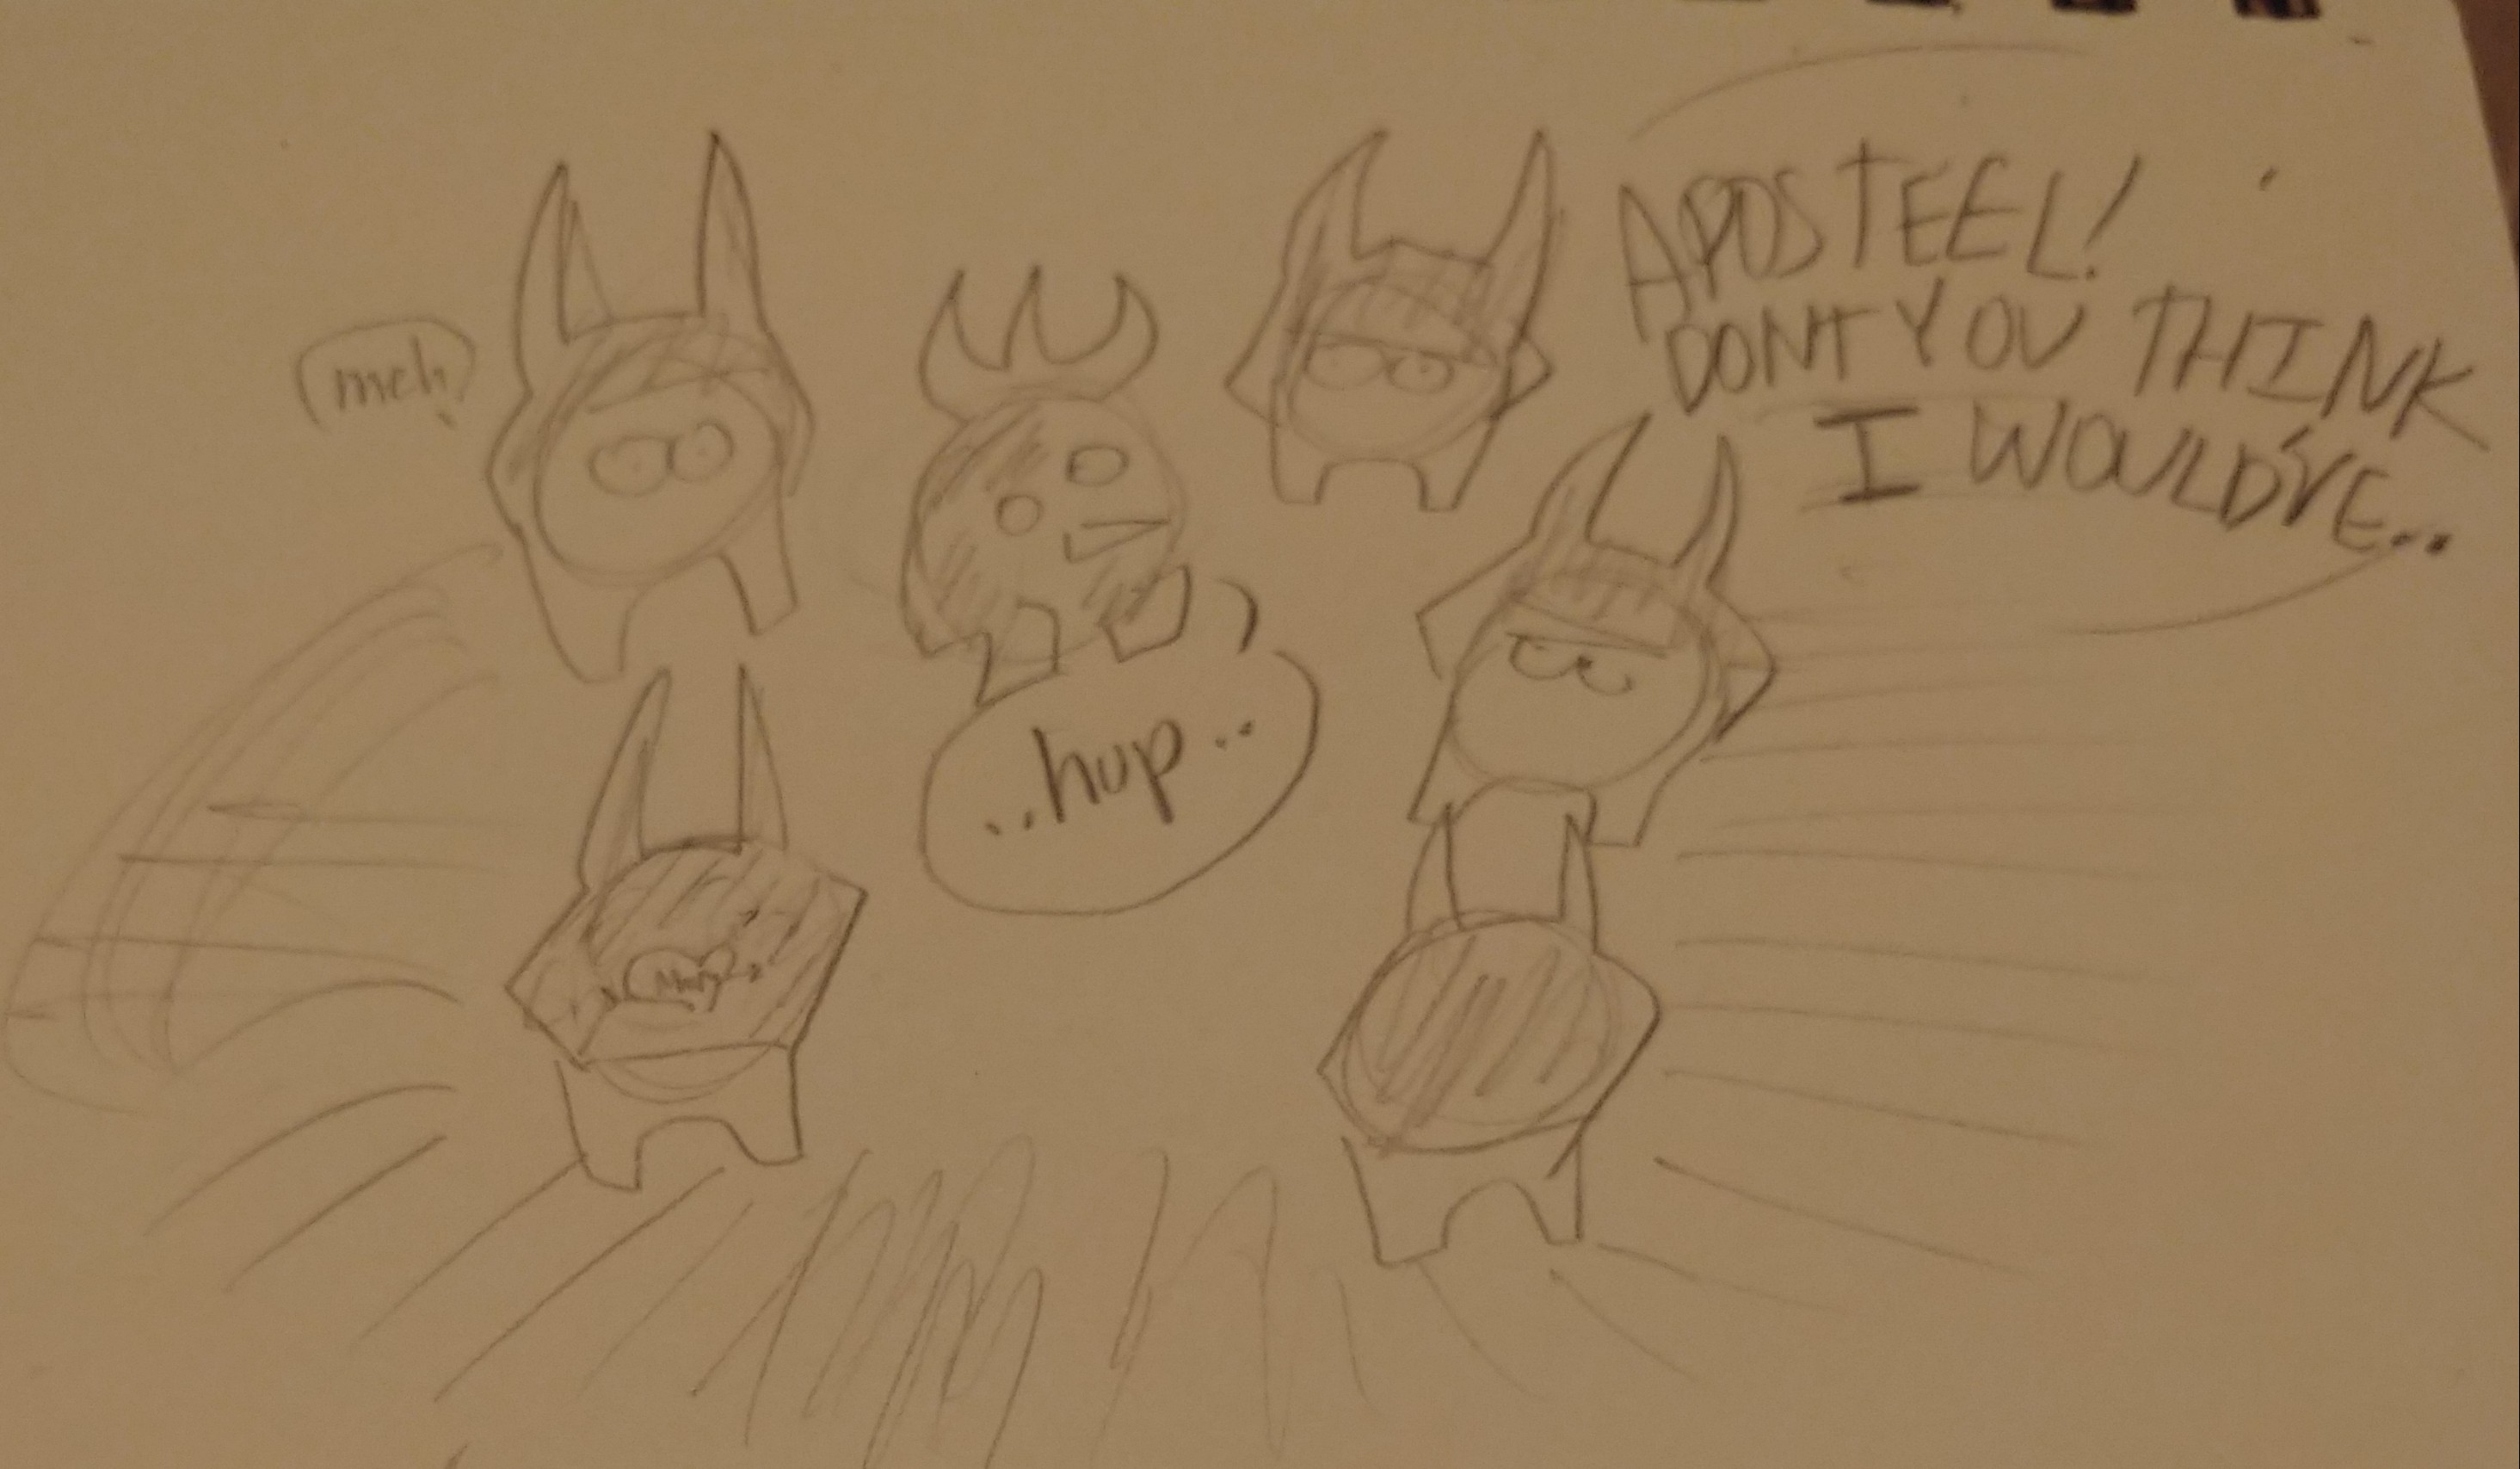 APOSTEEL!
DONT YOU THINK
I WOULD'VE..
meh
..hup..